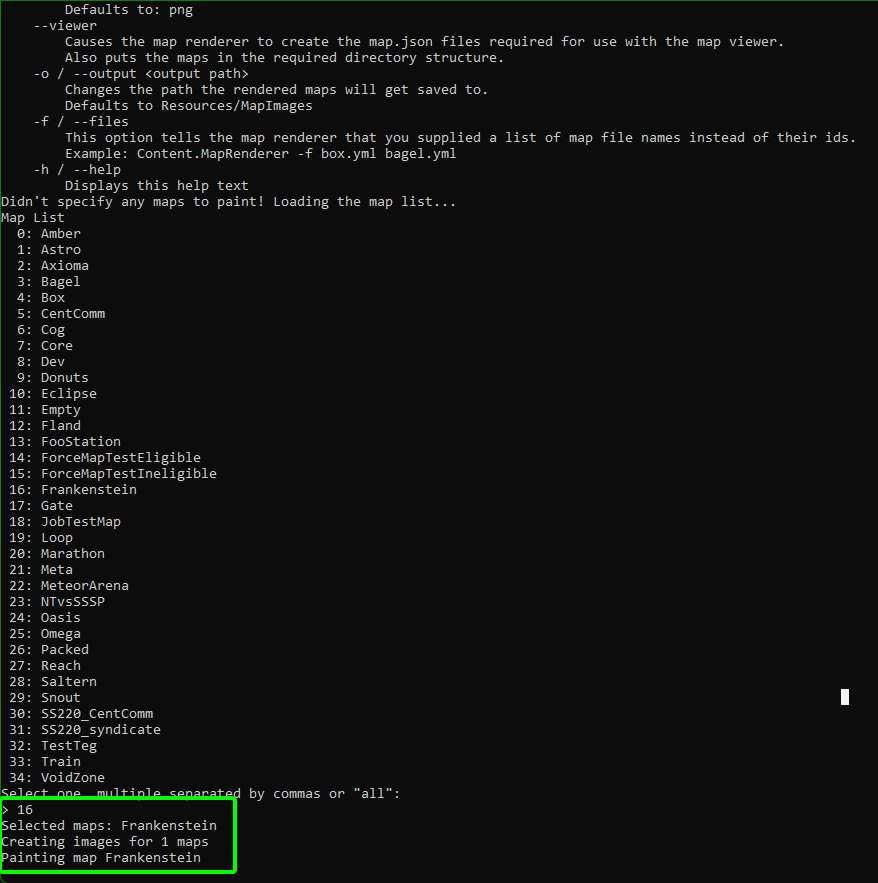 Defaults to: png
--viewer
Causes the map renderer to create the map.json files required for use with the map viewer.
Also puts the maps in the required directory structure.
-o / --output <output path>
Changes the path the rendered maps will get saved to.
Defaults to Resources/MapImages
-f / --files
This option tells the map renderer that you supplied a list of map file names instead of their ids.
Example: Content.MapRenderer -f box.yml bagel.yml
-h / --help
Displays this help text
Didn't specify any maps to paint! Loading the map list...
Map List
0: Amber
1: Astro
2: Axioma
3: Bagel
4: Box
5: CentComm
6: Cog
7: Core
8: Dev
9: Donuts
10: Eclipse
11: Empty
12: Fland
13: FooStation
14: ForceMapTestEligible
15: ForceMapTestIneligible
16: Frankenstein
17: Gate
18: JobTestMap
19: Loop
20: Marathon
21: Meta
22: MeteorArena
23: NTvsSSSP
24: Oasis
25: Omega
26: Packed
27: Reach
28: Saltern
29: Snout
30: SS220_CentComm
31: SS220_syndicate
32: TestTeg
33: Train
34: VoidZone
Select one, multiple separated by commas or "all":
> 16
Selected maps: Frankenstein
Creating images for 1 maps
Painting map Frankenstein